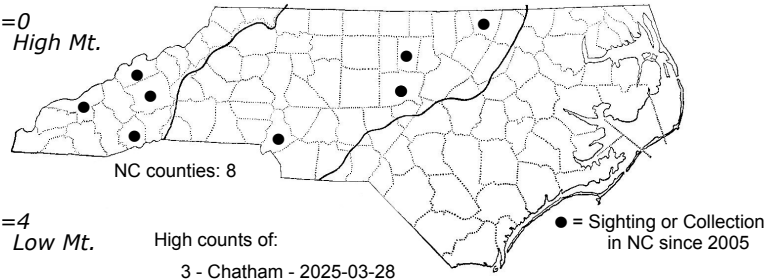 =0
High Mt.
NC counties: 8
=4
Low Mt.
High counts of:
3 - Chatham - 2025-03-28
● = Sighting or Collection
in NC since 2005